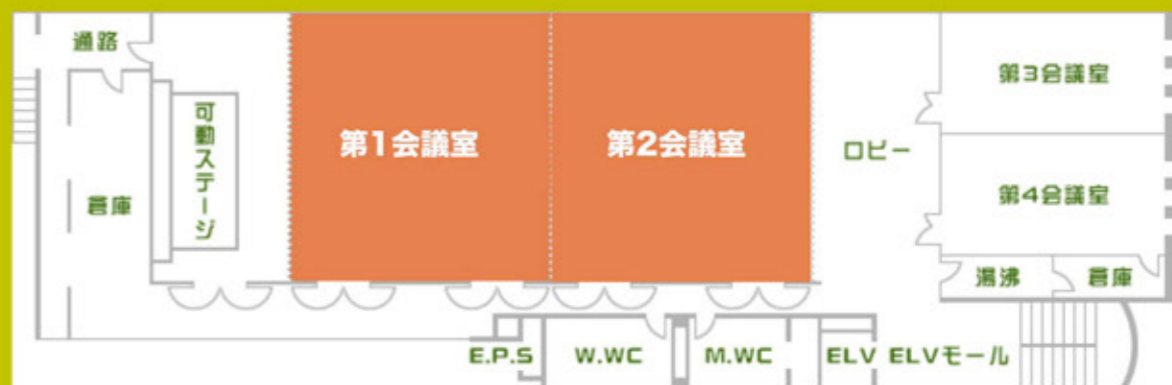 通路
可動ステージ
倉庫
第1会議室
第2会議室
ロビー
第3会議室
第4会議室
湯沸
倉庫
E.P.S
W.WC
M.WC
ELV
ELVモール